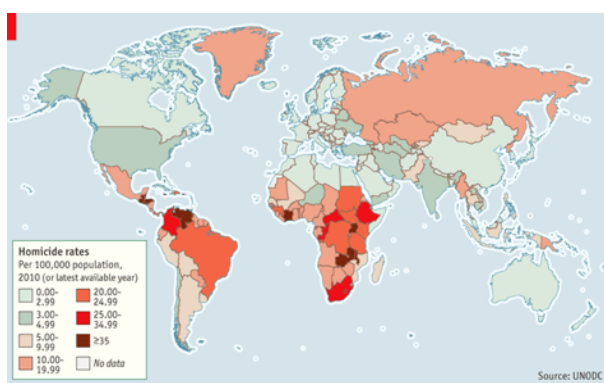 Homicide rates
Per 100,000 population,
2010 (or latest available year)
0.00-
2.99
3.00-
4.99
5.00-
9.99
10.00-
19.99
20.00-
24.99
25.00-
34.99
≥35
No data
Source: UNODC